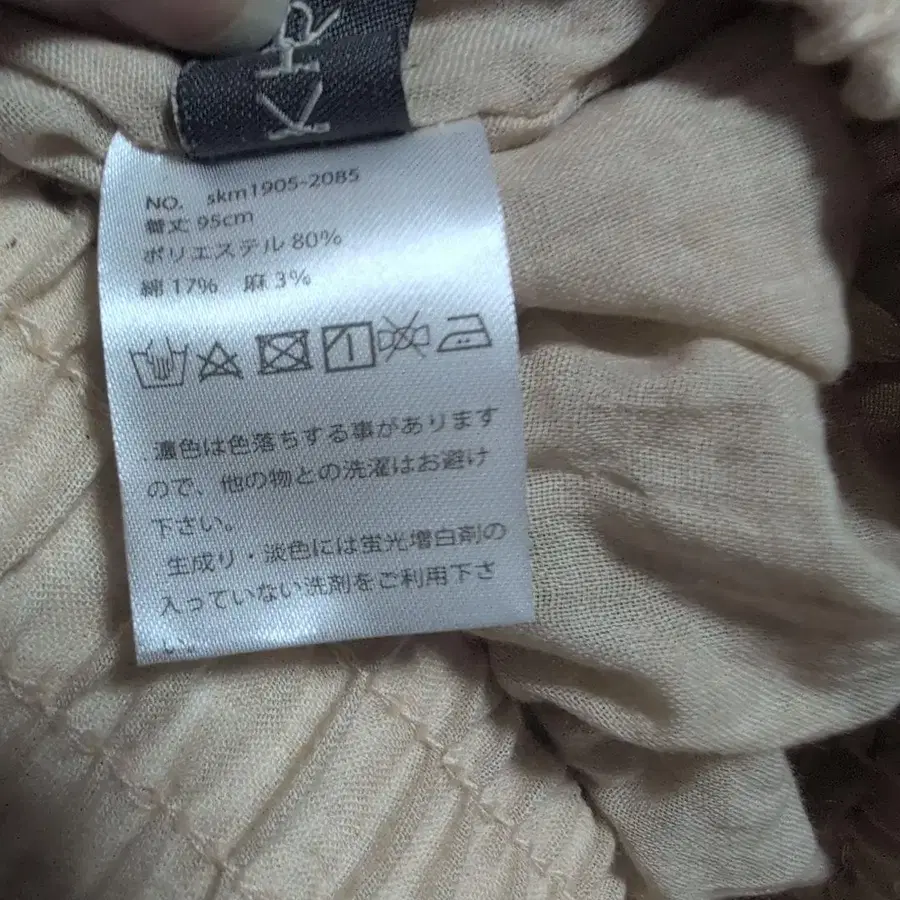 KR
NO. skm1905-2085
着丈 95cm
ポリエステル 80%
綿 17% 麻 3%
濃色は色落ちする事があります
ので、他の物との洗濯はお避け
下さい。
生成り・淡色には蛍光増白剤の
入っていない洗剤をご利用下さ
い。